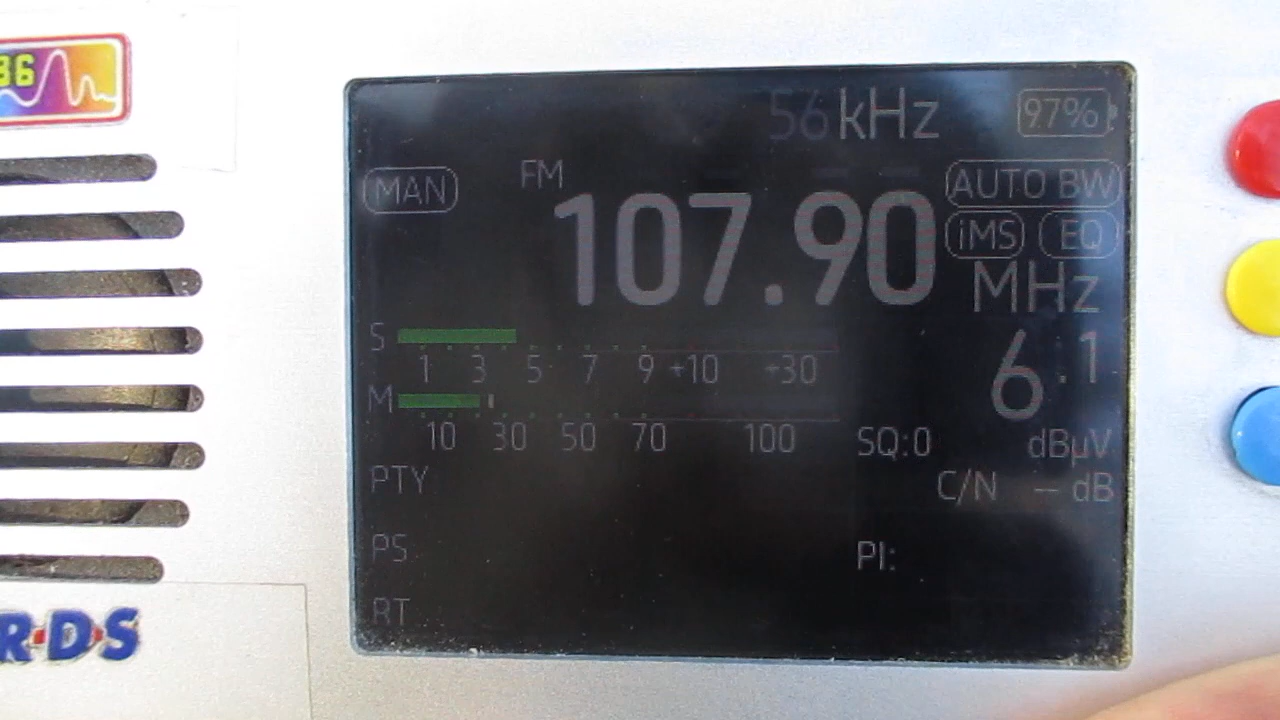 86
56 kHz 97%
MAN FM 107.90 MHz
AUTO BW
iMS EQ
S 1 3 5 7 9 +10 +30
6.1 dBµV
M 10 30 50 70 100
SQ:0
C/N -- dB
PTY
PS PI:
RT
R·D·S